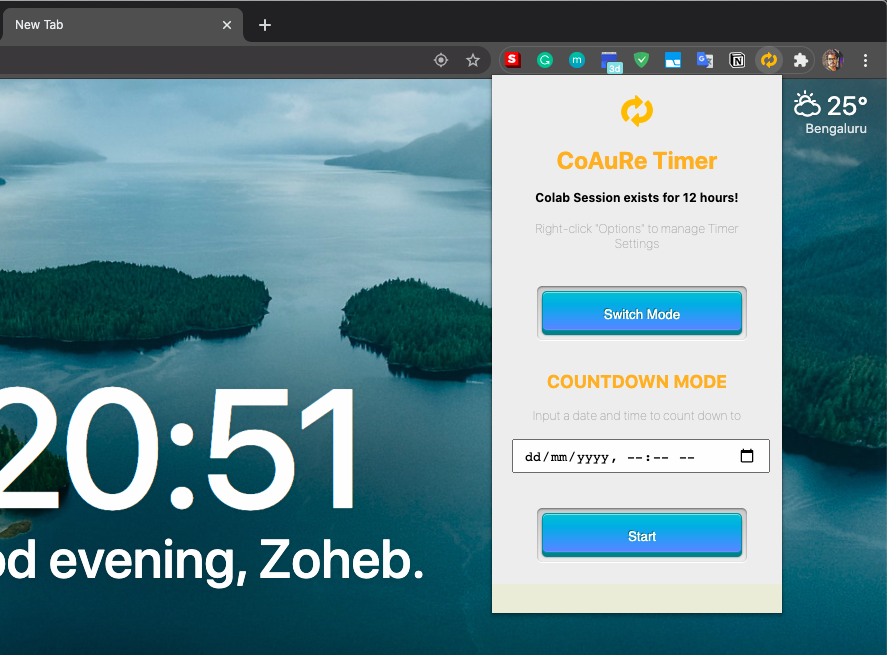 New Tab
S
G
m
3d
G
N
25°
Bengaluru
CoAuRe Timer
Colab Session exists for 12 hours!
Right-click "Options" to manage Timer
Settings
Switch Mode
COUNTDOWN MODE
Input a date and time to count down to
dd/mm/yyyy, --:-- --
Start
20:51
od evening, Zoheb.